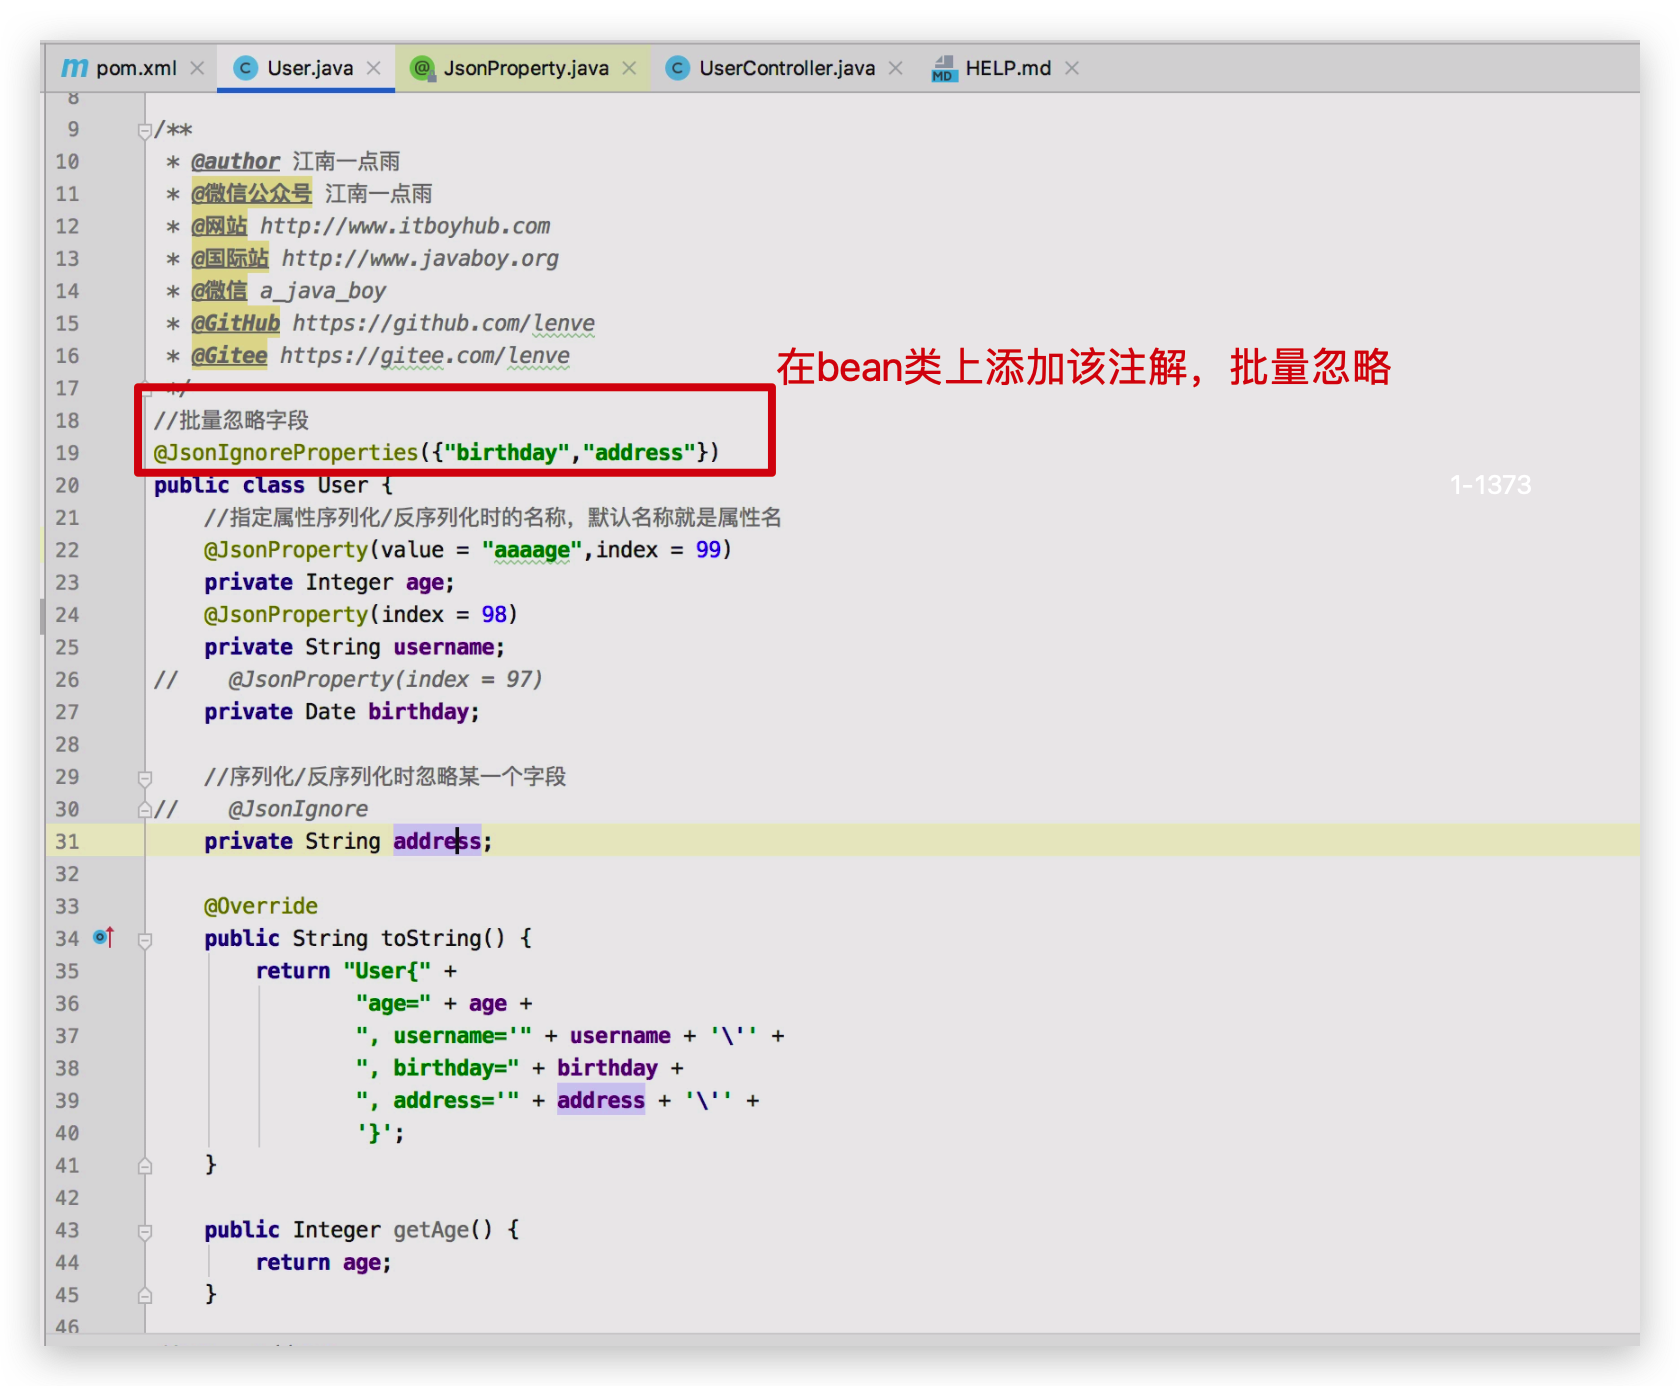 pom.xml User.java JsonProperty.java UserController.java HELP.md
8
9 /**
10 * @author 江南一点雨
11 * @微信公众号 江南一点雨
12 * @网站 http://www.itboyhub.com
13 * @国际站 http://www.javaboy.org
14 * @微信 a_java_boy
15 * @GitHub https://github.com/lenve
16 * @Gitee https://gitee.com/lenve
在bean类上添加该注解，批量忽略
17 */
18 //批量忽略字段
19 @JsonIgnoreProperties({"birthday","address"})
20 public class User {
1-1373
21 //指定属性序列化/反序列化时的名称，默认名称就是属性名
22 @JsonProperty(value = "aaaage",index = 99)
23 private Integer age;
24 @JsonProperty(index = 98)
25 private String username;
26 // @JsonProperty(index = 97)
27 private Date birthday;
28
29 //序列化/反序列化时忽略某一个字段
30 // @JsonIgnore
31 private String address;
32
33 @Override
34 public String toString() {
35 return "User{" +
36 "age=" + age +
37 ", username='" + username + '\'' +
38 ", birthday=" + birthday +
39 ", address='" + address + '\'' +
40 '}';
41 }
42
43 public Integer getAge() {
44 return age;
45 }
46